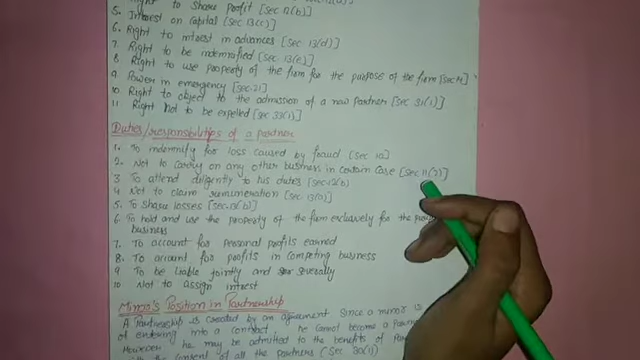 Right to share profit [sec 13(b)]
5. Interest on capital [sec 13(c)]
6. Right to intrest in advances [sec 13(d)]
7. Right to be indemnified [sec 13(e)]
8 Right to use property of the firm for the purpose of the firm [sec 14]
9 Power in emergency [sec-21]
10 Right to object to the admission of a new partner [sec 31(1)]
11 Right Not to be expelled [sec 33(1)]
Duties/responsibilities of a partner
1. To indemnify for loss caused by fraud [sec 10]
2. Not to carry on any other business in certain case [sec 11(2)]
3 To attend diligently to his duties [sec-12(b)]
4 Not to claim rumuneration [sec 13(a)]
5. To share losses [sec-13(b)]
6 To hold and use the property of the firm exclusively for the
business
7. To account for personal profits earned
8. To account for profits in competing business
9 To be liable jointly and severally
10 Not to assign intrest
Minor's Position in Partnership
A Partnership is created by an agreement since a minor is
of entering into a contract, he cannot become a
However he may be admitted to the benefits of
the consent of all the partners (Sec 30(1))